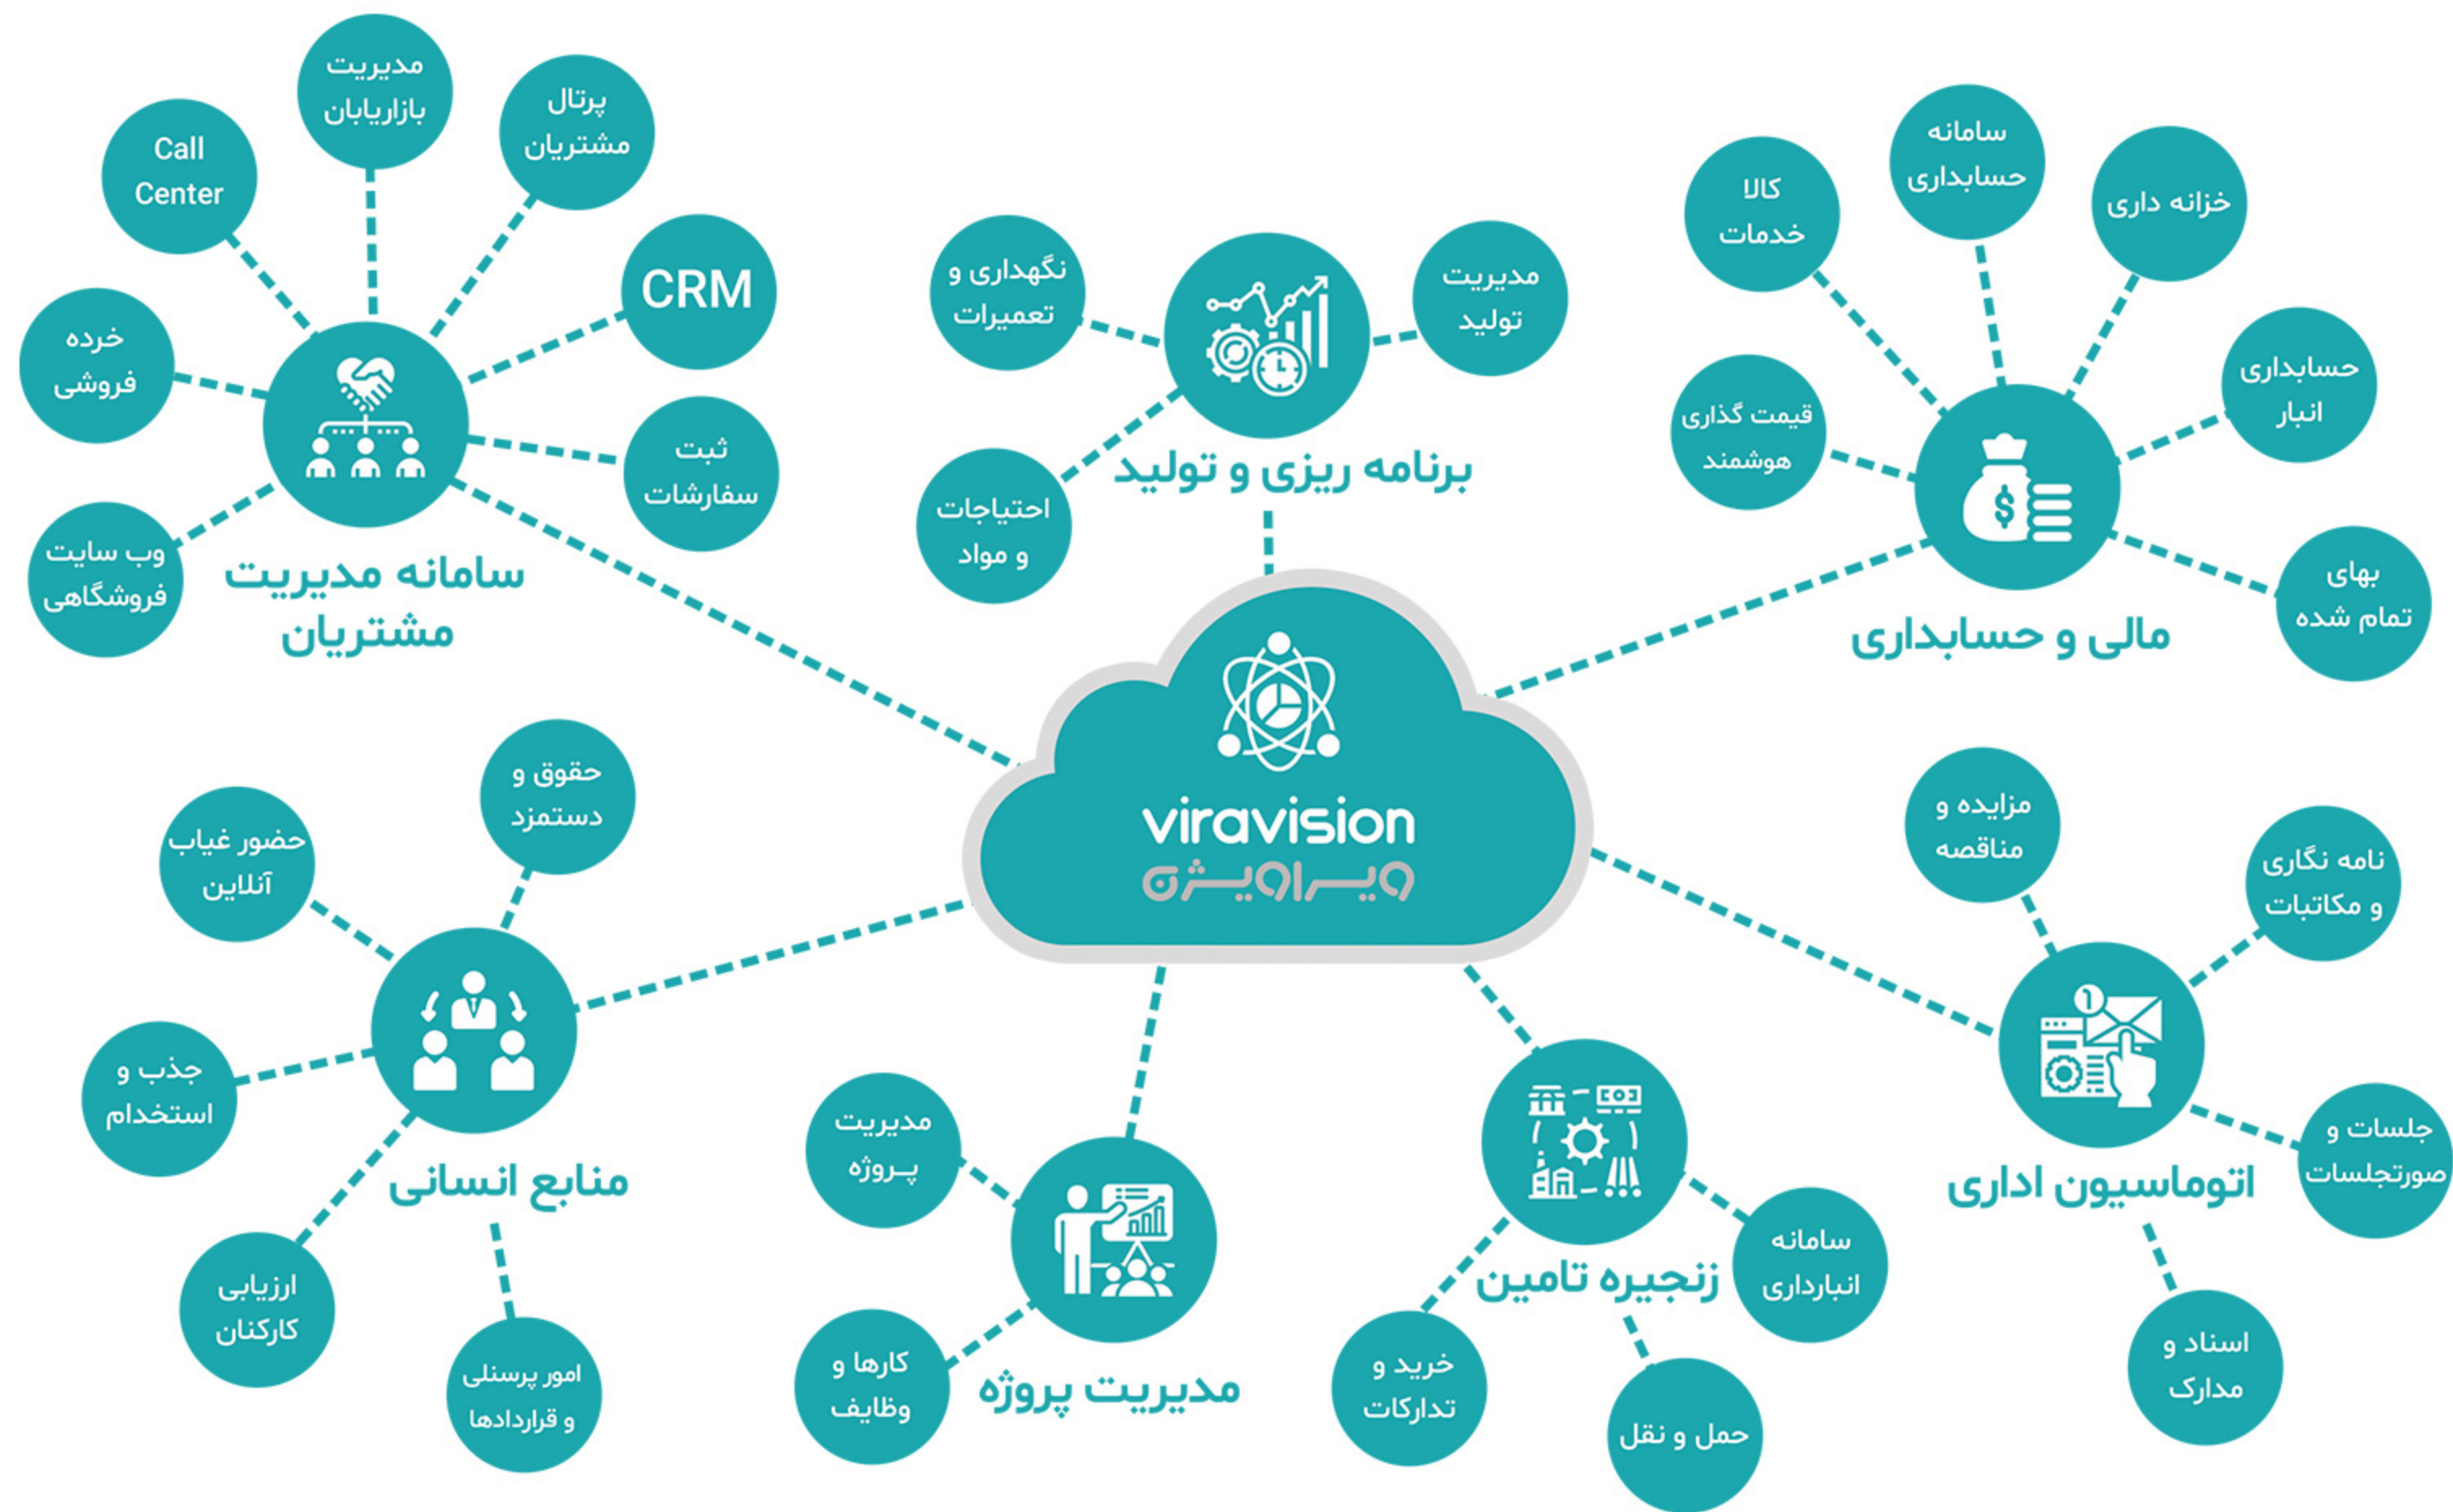 مدیریت
بازاریابان
پرتال
مشتریان
Call
Center
CRM
خرده
فروشی
ثبت
سفارشات
وب سایت
فروشگاهی
سامانه مدیریت
مشتریان
نگهداری و
تعمیرات
مدیریت
تولید
احتیاجات
و مواد
برنامه ریزی و تولید
کالا
خدمات
سامانه
حسابداری
خزانه داری
حسابداری
انبار
قیمت گذاری
هوشمند
بهای
تمام شده
مالی و حسابداری
viravision
ویراویژن
حقوق و
دستمزد
حضور غیاب
آنلاین
جذب و
استخدام
منابع انسانی
ارزیابی
کارکنان
امور پرسنلی
و قراردادها
مدیریت
پروژه
کارها و
وظایف
مدیریت پروژه
سامانه
انبارداری
زنجیره تامین
خرید و
تدارکات
حمل و نقل
مزایده و
مناقصه
نامه نگاری
و مکاتبات
جلسات و
صورتجلسات
اتوماسیون اداری
اسناد و
مدارک